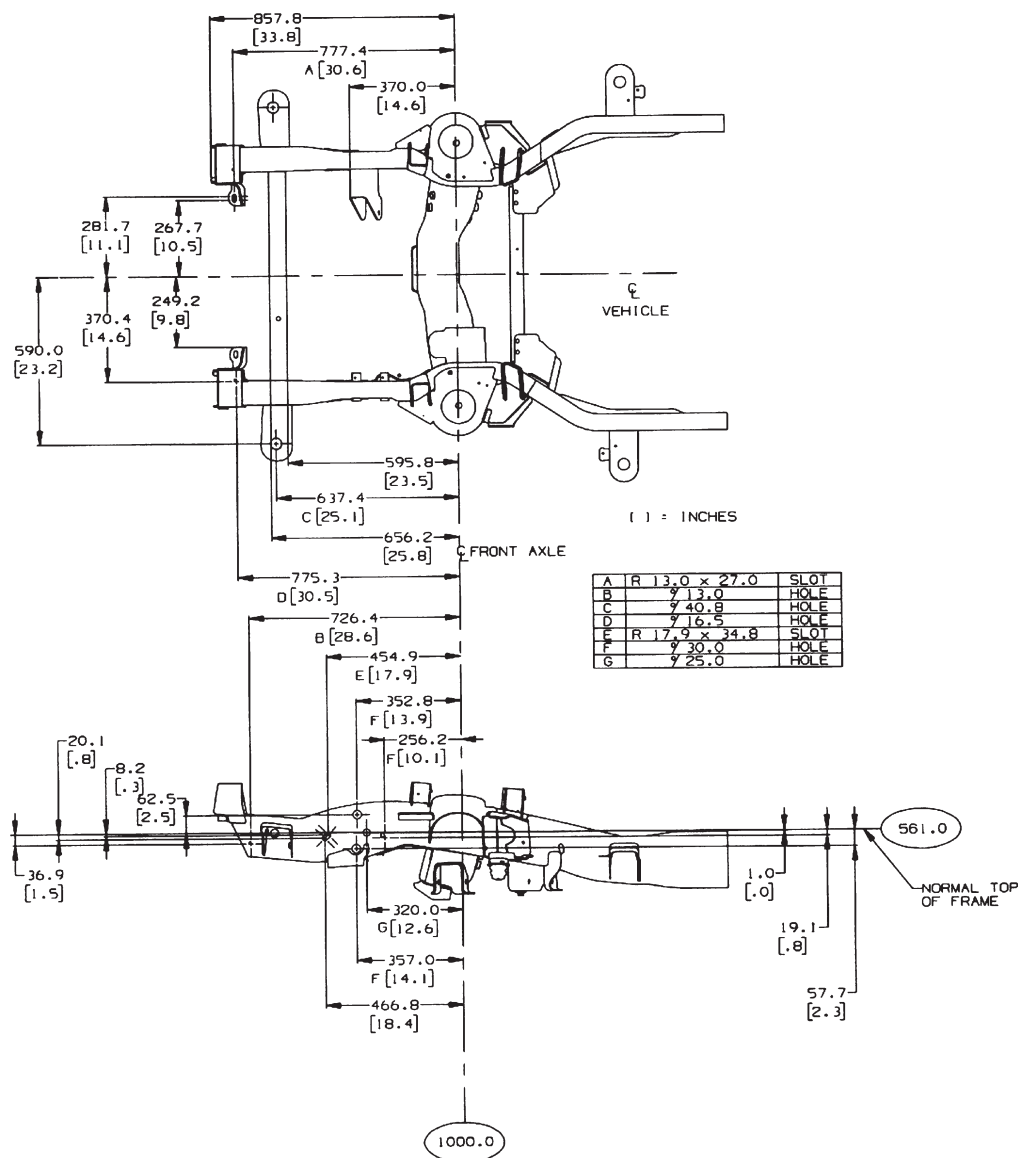 857.8
[33.8]
777.4
A [30.6]
370.0
[14.6]
281.7
[11.1]
267.7
[10.5]
249.2
[9.8]
370.4
[14.6]
590.0
[23.2]
℄
VEHICLE
595.8
[23.5]
637.4
C [25.1]
[ ] = INCHES
656.2
[25.8]
℄ FRONT AXLE
775.3
D [30.5]
A R 13.0 x 27.0 SLOT
B ⌀ 13.0 HOLE
C ⌀ 40.8 HOLE
D ⌀ 16.5 HOLE
E R 17.9 x 34.8 SLOT
F ⌀ 30.0 HOLE
G ⌀ 25.0 HOLE
726.4
B [28.6]
454.9
E [17.9]
352.8
F [13.9]
256.2
F [10.1]
20.1
[.8]
8.2
[.3]
62.5
[2.5]
561.0
36.9
[1.5]
1.0
[.0]
NORMAL TOP
OF FRAME
320.0
G [12.6]
19.1
[.8]
357.0
F [14.1]
57.7
[2.3]
466.8
[18.4]
1000.0